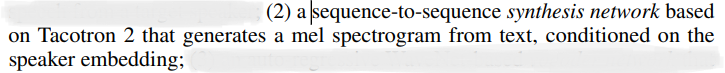 (2) a sequence-to-sequence synthesis network based
on Tacotron 2 that generates a mel spectrogram from text, conditioned on the
speaker embedding;